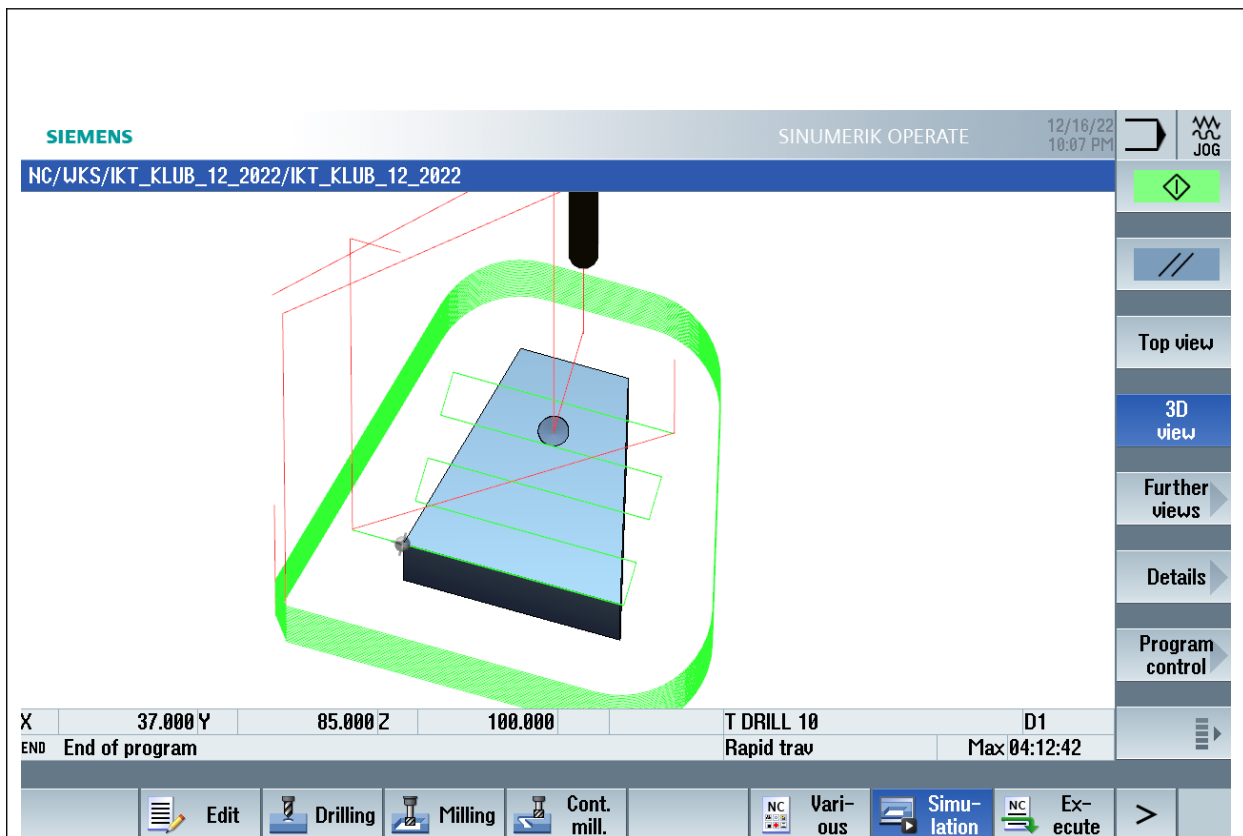 SIEMENS
SINUMERIK OPERATE
12/16/22
10:07 PM
JOG
NC/WKS/IKT_KLUB_12_2022/IKT_KLUB_12_2022
Top view
3D
view
Further
views
Details
Program
control
X 37.000 Y 85.000 Z 100.000 T DRILL 10 D1
END End of program Rapid trav Max 04:12:42
Edit
Drilling
Milling
Cont.
mill.
NC
Vari-
ous
Simu-
lation
NC
Ex-
ecute
>